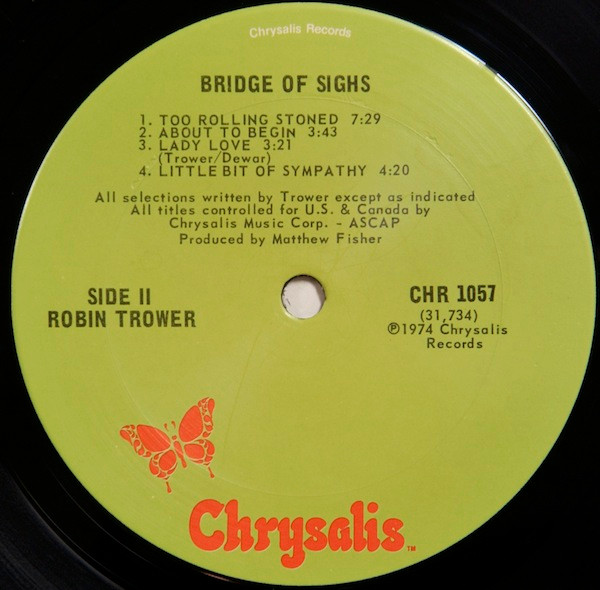 Chrysalis Records
BRIDGE OF SIGHS
1. TOO ROLLING STONED 7:29
2. ABOUT TO BEGIN 3:43
3. LADY LOVE 3:21
(Trower/Dewar)
4. LITTLE BIT OF SYMPATHY 4:20
All selections written by Trower except as indicated
All titles controlled for U.S. & Canada by
Chrysalis Music Corp. - ASCAP
Produced by Matthew Fisher
SIDE II
ROBIN TROWER
CHR 1057
(31,734)
℗1974 Chrysalis
Records
Chrysalis™